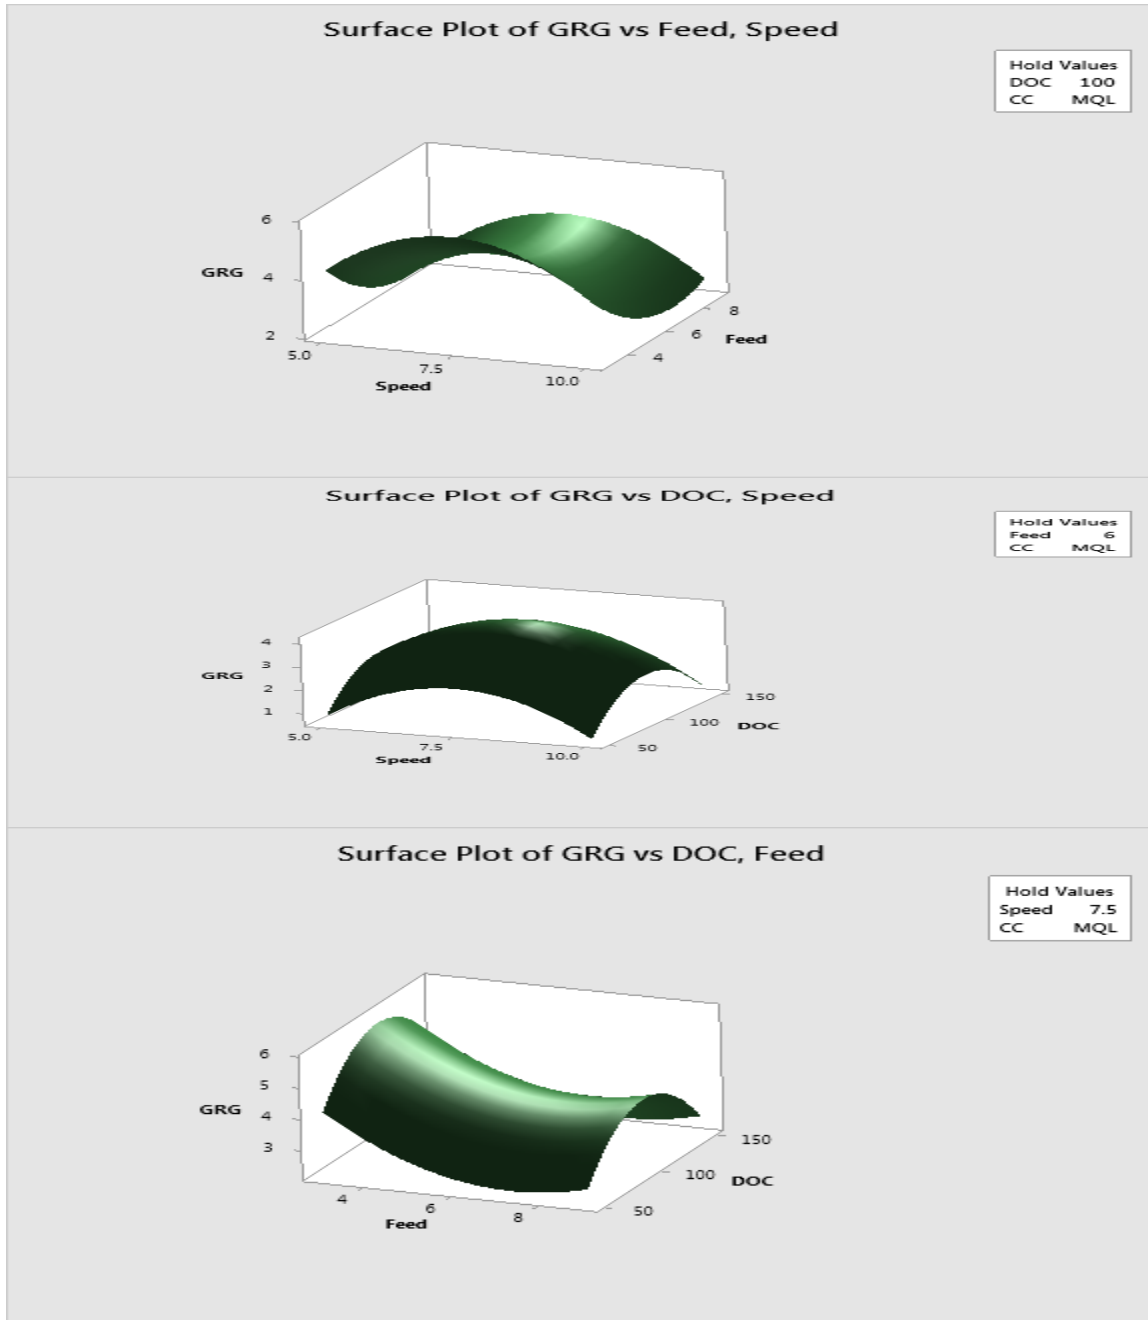 Surface Plot of GRG vs Feed, Speed
Hold Values
DOC 100
CC MQL
6
GRG 4
2
5.0
7.5
10.0
Speed
8
6
4
Feed
Surface Plot of GRG vs DOC, Speed
Hold Values
Feed 6
CC MQL
4
3
GRG
2
1
5.0
7.5
10.0
Speed
150
100
50
DOC
Surface Plot of GRG vs DOC, Feed
Hold Values
Speed 7.5
CC MQL
6
5
GRG 4
3
4
6
8
Feed
150
100
50
DOC